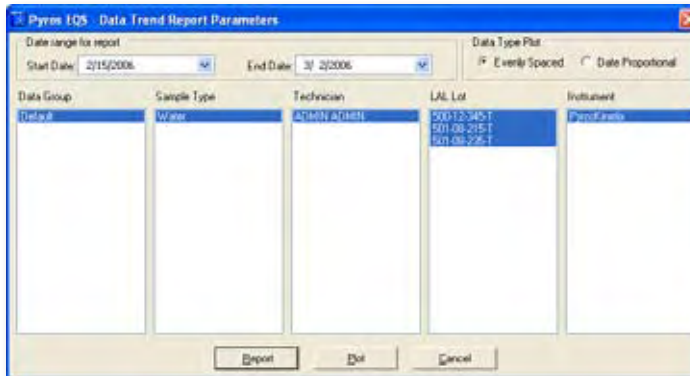 Pyros EQS Data Trend Report Parameters
Date range for report
Start Date: 2/15/2006
End Date: 3/ 2/2006
Data Type Plot
Evenly Spaced
Date Proportional
Data Group
Sample Type
Technician
LAL Lot
Instrument
Default
Water
ADMIN ADMIN
500-12-345-T
501-08-215-T
501-08-235-T
PyrosKinetix
Report
Plot
Cancel